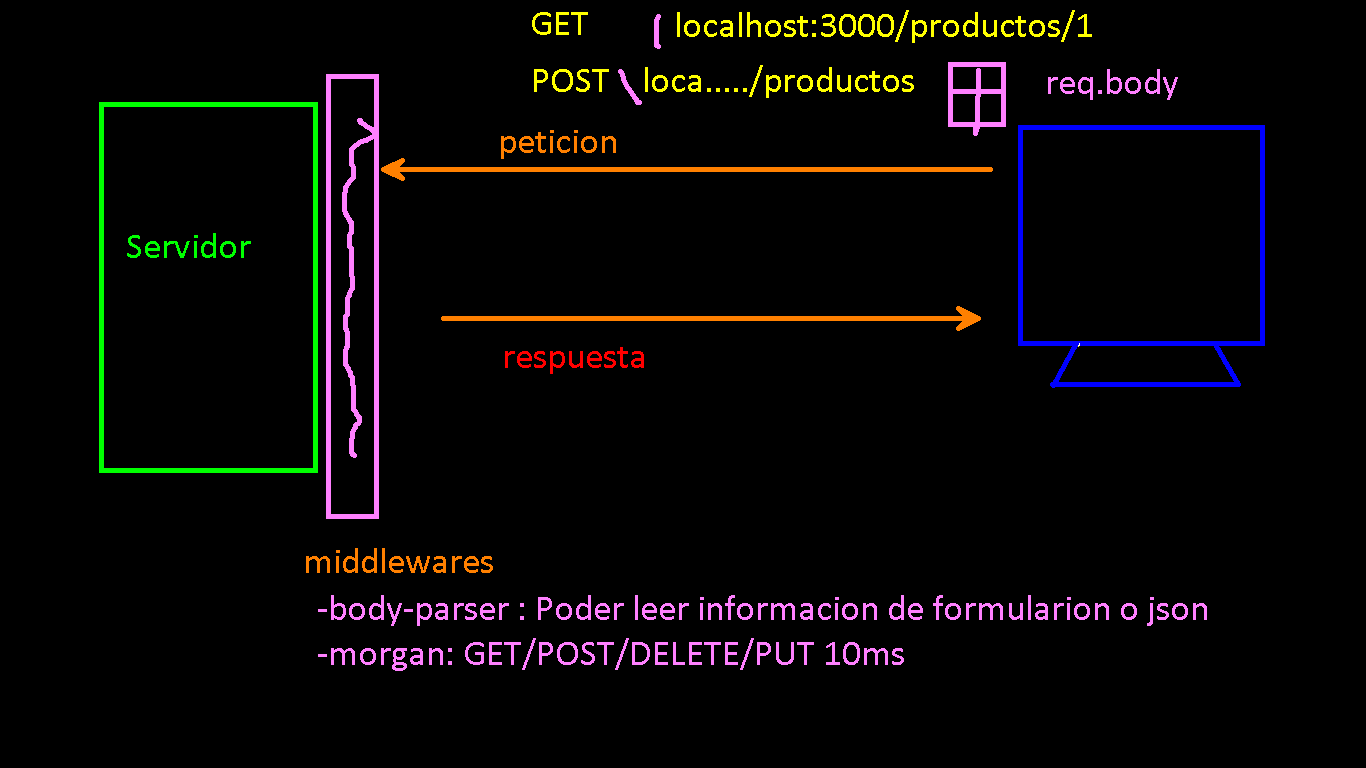 GET localhost:3000/productos/1
POST loca...../productos req.body
peticion
Servidor
respuesta
middlewares
-body-parser : Poder leer informacion de formularion o json
-morgan: GET/POST/DELETE/PUT 10ms